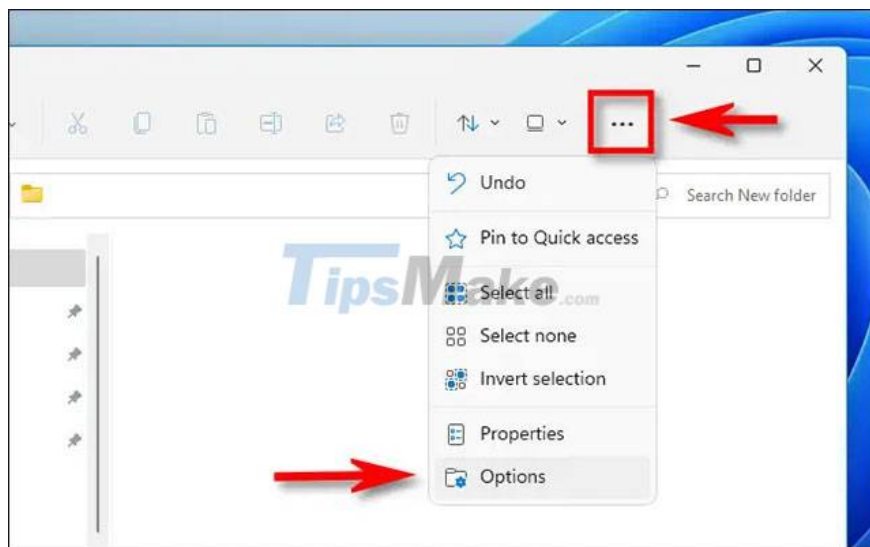 Undo
Search New folder
Pin to Quick access
TipsMake.com
Select all
Select none
Invert selection
Properties
Options